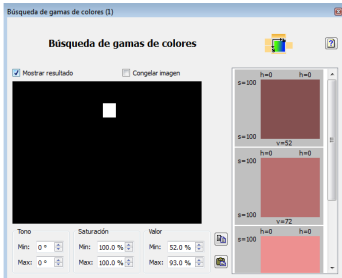 Búsqueda de gamas de colores (1)
Búsqueda de gamas de colores
Mostrar resultado
Congelar imagen
h=0 h=0
s=100
s=100
v=52
h=0 h=0
s=100
v=72
h=0 h=0
s=100
Tono Saturación Valor
Min: 0 ° Min: 100.0 % Min: 52.0 %
Max: 0 ° Max: 100.0 % Max: 93.0 %